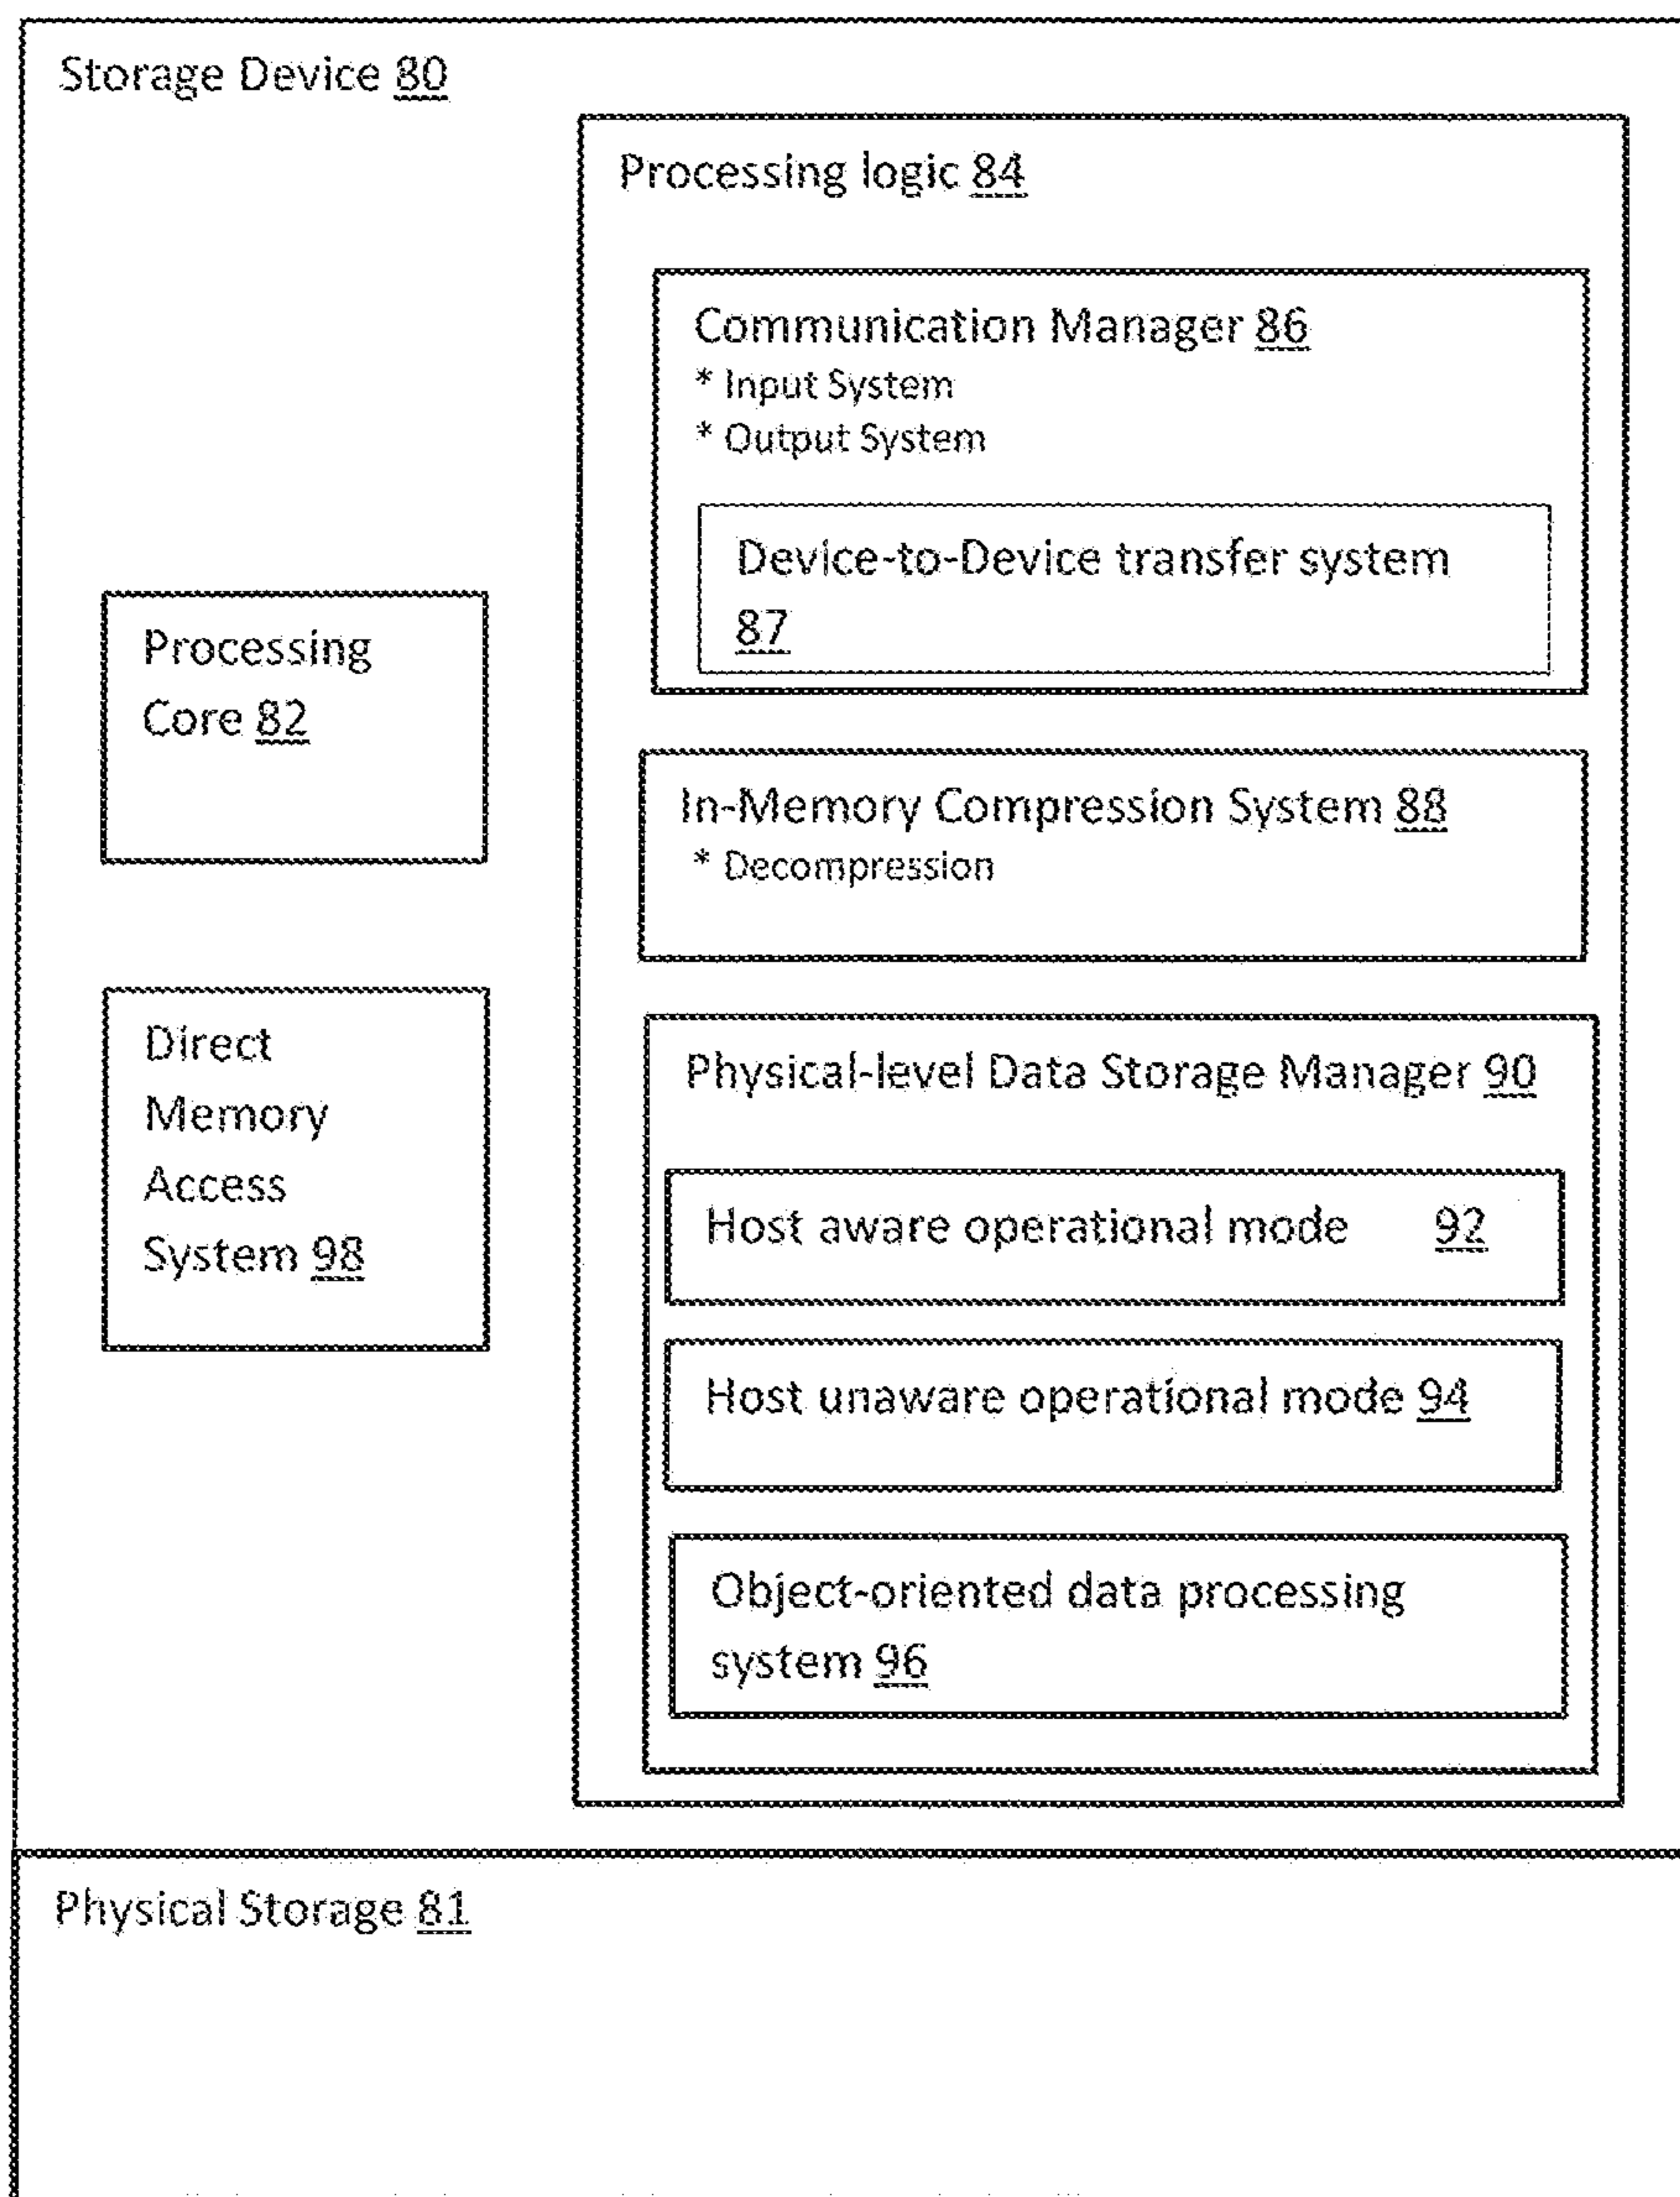 Storage Device 80
Processing logic 84
Communication Manager 86
* Input System
* Output System
Device-to-Device transfer system
87
Processing
Core 82
In-Memory Compression System 88
* Decompression
Direct
Memory
Access
System 98
Physical-level Data Storage Manager 90
Host aware operational mode 92
Host unaware operational mode 94
Object-oriented data processing
system 96
Physical Storage 81